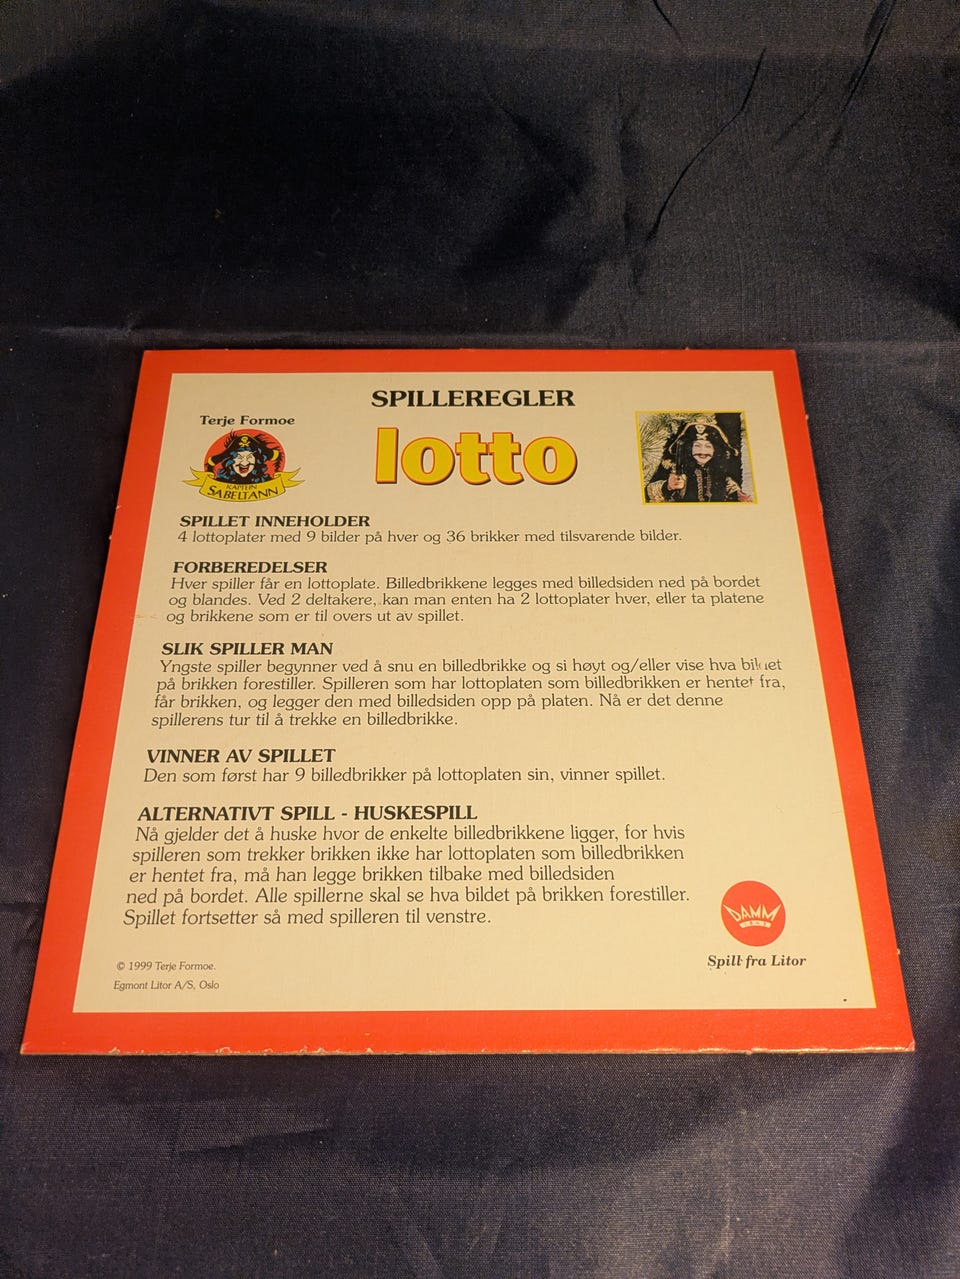 SPILLEREGLER
Terje Formoe
lotto
KAPTEIN
SABELTANN
SPILLET INNEHOLDER
4 lottoplater med 9 bilder på hver og 36 brikker med tilsvarende bilder.
FORBEREDELSER
Hver spiller får en lottoplate. Billedbrikkene legges med billedsiden ned på bordet
og blandes. Ved 2 deltakere, kan man enten ha 2 lottoplater hver, eller ta platene
og brikkene som er til overs ut av spillet.
SLIK SPILLER MAN
Yngste spiller begynner ved å snu en billedbrikke og si høyt og/eller vise hva bildet
på brikken forestiller. Spilleren som har lottoplaten som billedbrikken er hentet fra,
får brikken, og legger den med billedsiden opp på platen. Nå er det denne
spillerens tur til å trekke en billedbrikke.
VINNER AV SPILLET
Den som først har 9 billedbrikker på lottoplaten sin, vinner spillet.
ALTERNATIVT SPILL - HUSKESPILL
Nå gjelder det å huske hvor de enkelte billedbrikkene ligger, for hvis
spilleren som trekker brikken ikke har lottoplaten som billedbrikken
er hentet fra, må han legge brikken tilbake med billedsiden
ned på bordet. Alle spillerne skal se hva bildet på brikken forestiller.
Spillet fortsetter så med spilleren til venstre.
DAMM
Spill fra Litor
© 1999 Terje Formoe.
Egmont Litor A/S, Oslo